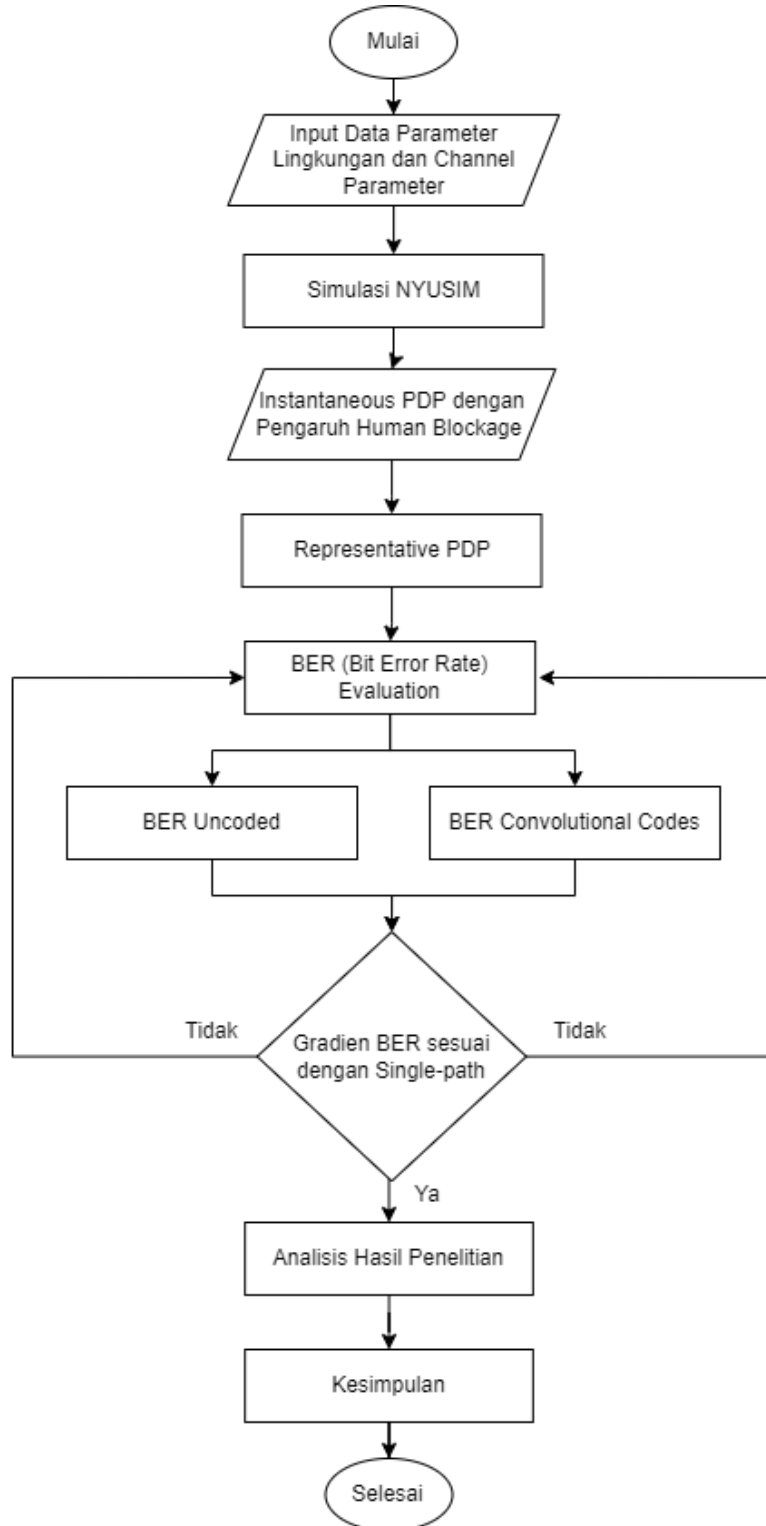 Mulai
Input Data Parameter
Lingkungan dan Channel
Parameter
Simulasi NYUSIM
Instantaneous PDP dengan
Pengaruh Human Blockage
Representative PDP
BER (Bit Error Rate)
Evaluation
BER Uncoded
BER Convolutional Codes
Tidak
Gradien BER sesuai
dengan Single-path
Tidak
Ya
Analisis Hasil Penelitian
Kesimpulan
Selesai